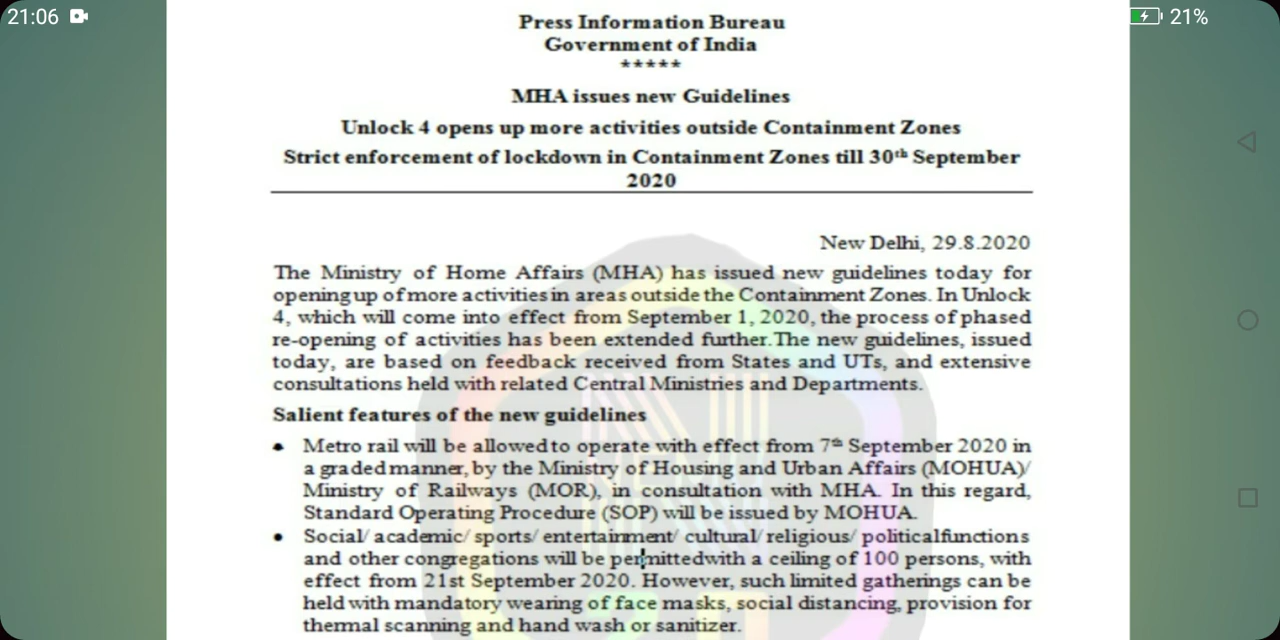 21:06
21%
Press Information Bureau
Government of India
*****
MHA issues new Guidelines
Unlock 4 opens up more activities outside Containment Zones
Strict enforcement of lockdown in Containment Zones till 30th September
2020
New Delhi, 29.8.2020
The Ministry of Home Affairs (MHA) has issued new guidelines today for
opening up of more activities in areas outside the Containment Zones. In Unlock
4, which will come into effect from September 1, 2020, the process of phased
re-opening of activities has been extended further.The new guidelines, issued
today, are based on feedback received from States and UTs, and extensive
consultations held with related Central Ministries and Departments.
Salient features of the new guidelines
• Metro rail will be allowed to operate with effect from 7th September 2020 in
a graded manner, by the Ministry of Housing and Urban Affairs (MOHUA)/
Ministry of Railways (MOR), in consultation with MHA. In this regard,
Standard Operating Procedure (SOP) will be issued by MOHUA.
• Social/ academic/ sports/ entertainment/ cultural/ religious/ politicalfunctions
and other congregations will be permittedwith a ceiling of 100 persons, with
effect from 21st September 2020. However, such limited gatherings can be
held with mandatory wearing of face masks, social distancing, provision for
thermal scanning and hand wash or sanitizer.